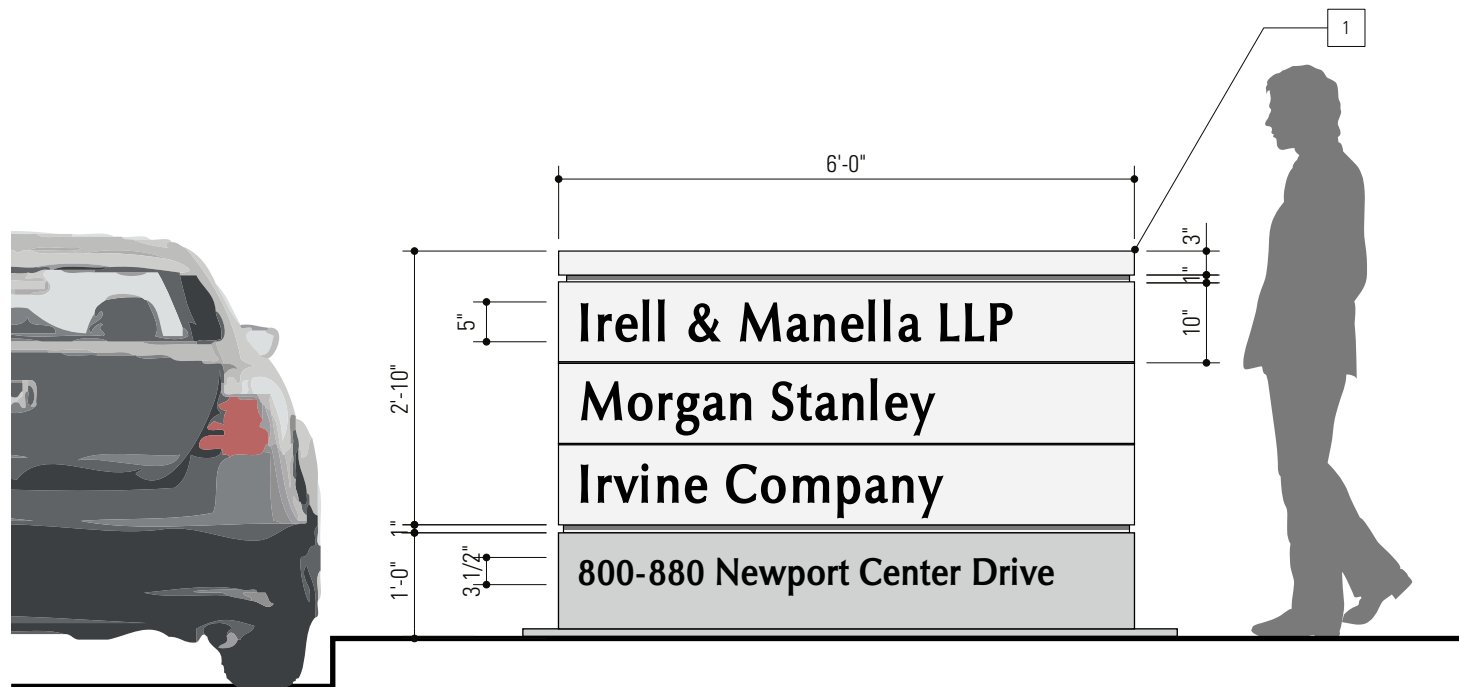 1
6'-0"
3"
1"
10"
5"
Irell & Manella LLP
2'-10"
Morgan Stanley
Irvine Company
1"
1'-0"
3 1/2"
800-880 Newport Center Drive